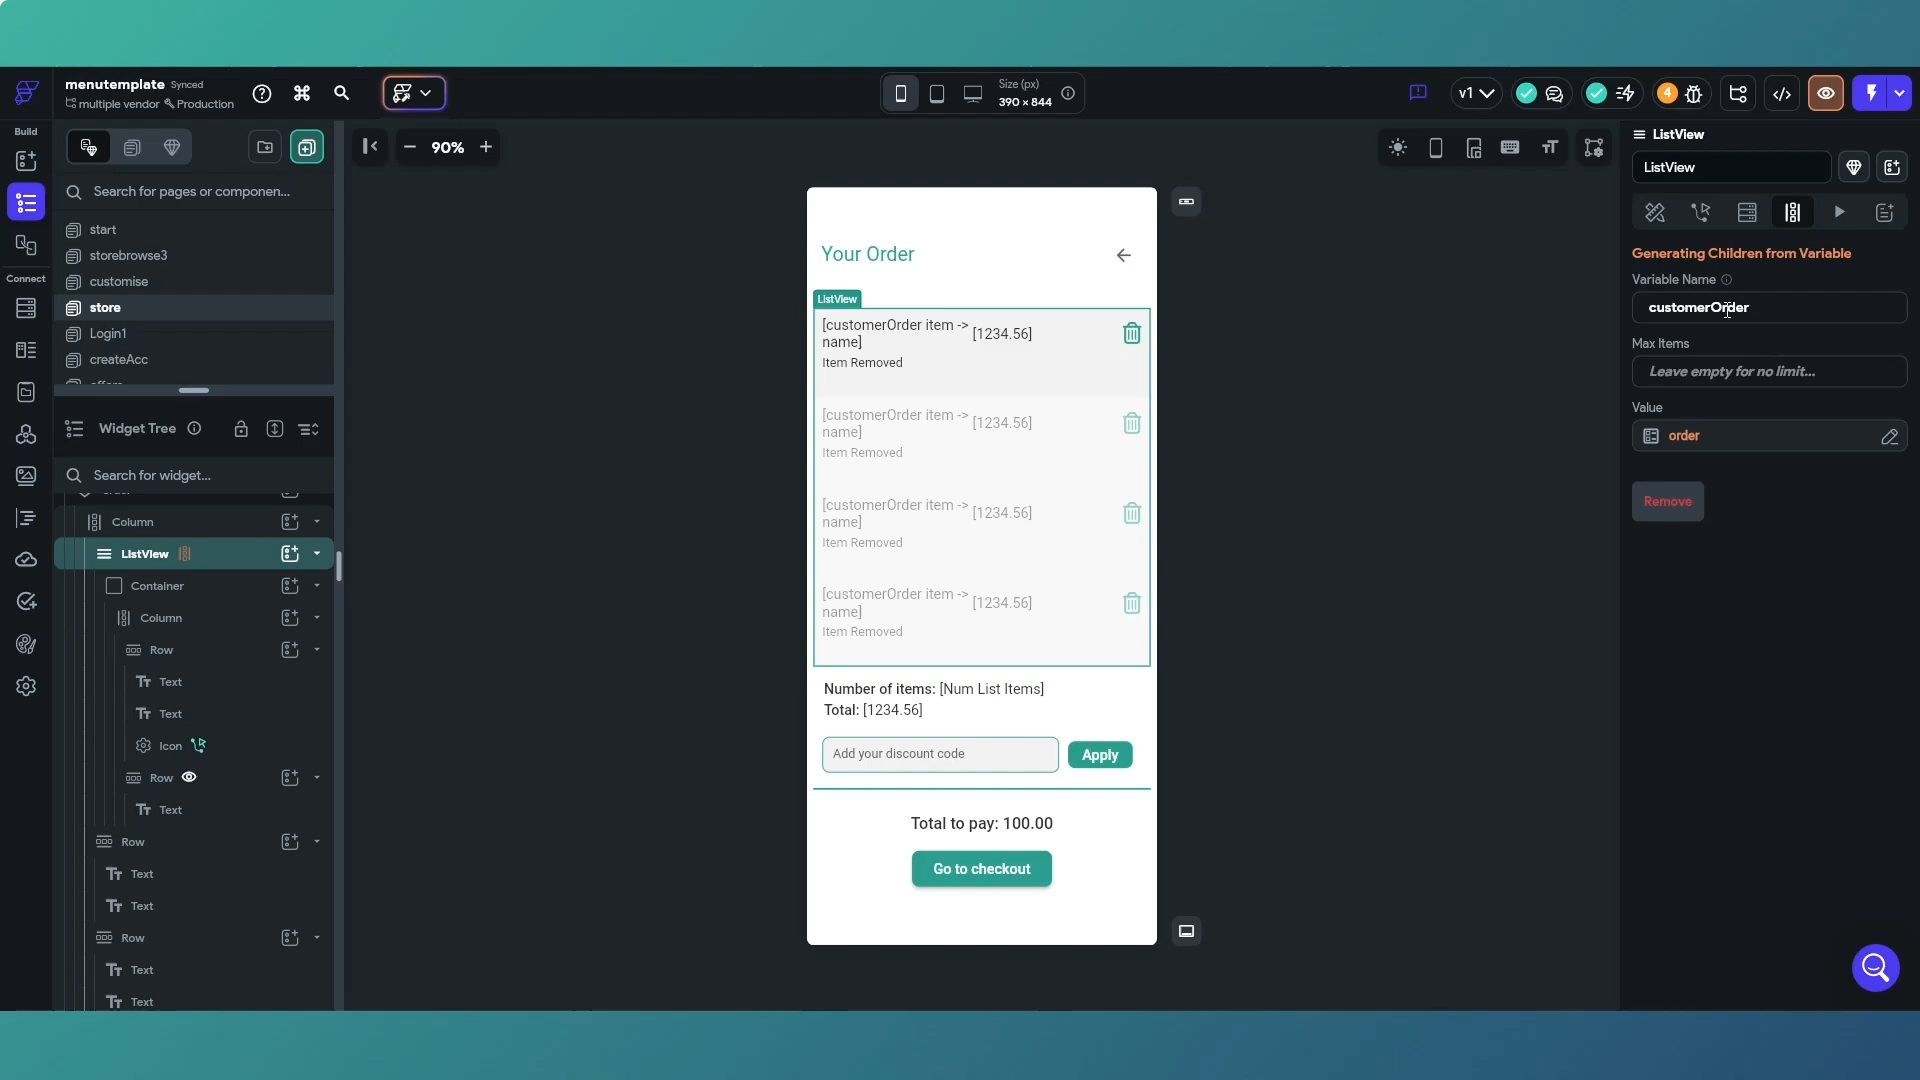 menutemplate Synced
multiple vendor Production
Size (px)
390 × 844
v1
4
Build
Connect
Search for pages or componen...
start
storebrowse3
customise
store
Login1
createAcc
Widget Tree
Search for widget...
Column
ListView
Container
Column
Row
Text
Text
Icon
Row
Text
Row
Text
Text
Row
Text
Text
90%
Your Order
ListView
[customerOrder item -> name] [1234.56]
Item Removed
[customerOrder item -> name] [1234.56]
Item Removed
[customerOrder item -> name] [1234.56]
Item Removed
[customerOrder item -> name] [1234.56]
Item Removed
Number of items: [Num List Items]
Total: [1234.56]
Add your discount code
Apply
Total to pay: 100.00
Go to checkout
ListView
ListView
Generating Children from Variable
Variable Name
customerOrder
Max Items
Leave empty for no limit...
Value
order
Remove